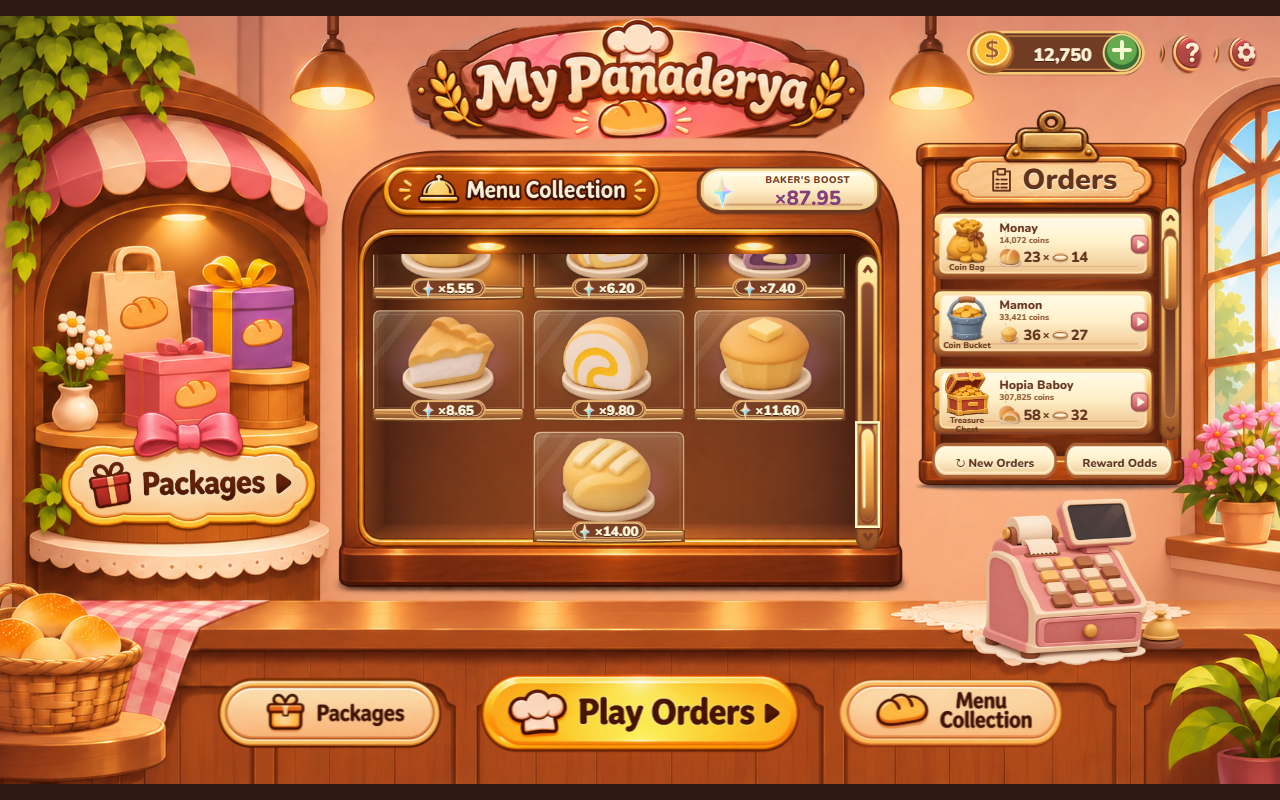 My Panaderya
$
12,750
?
Menu Collection
BAKER'S BOOST
×87.95
×5.55
×6.20
×7.40
×8.65
×9.80
×11.60
×14.00
Packages
Orders
Monay
14,072 coins
Coin Bag
23 × 14
Mamon
33,421 coins
Coin Bucket
36 × 27
Hopia Baboy
307,825 coins
Treasure
Chest
58 × 32
↻ New Orders
Reward Odds
Packages
Play Orders
Menu
Collection